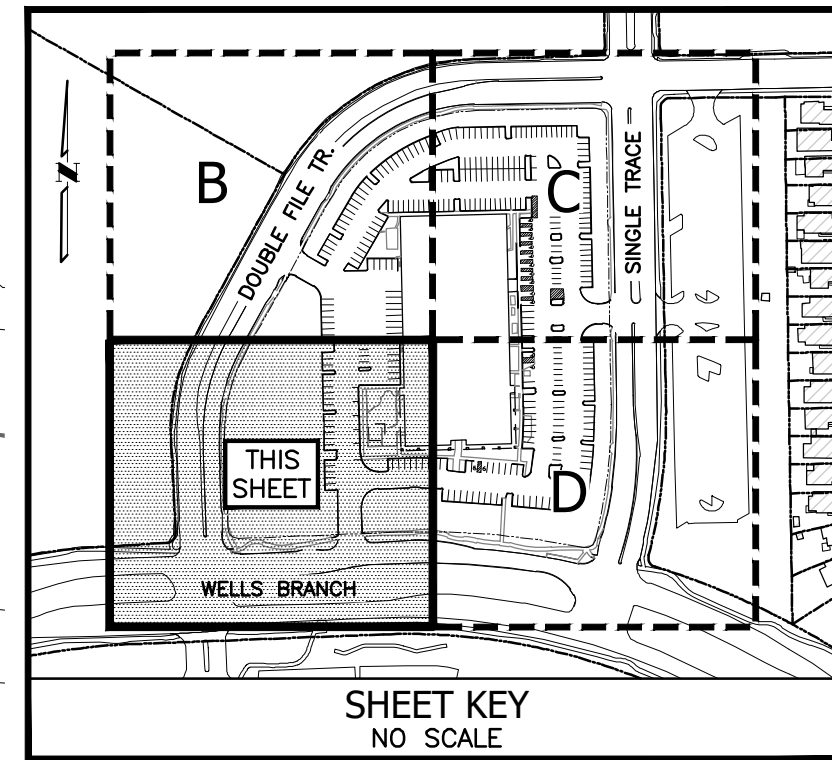 B
DOUBLE FILE TR.
C
SINGLE TRACE
N
THIS
SHEET
D
WELLS BRANCH
SHEET KEY
NO SCALE